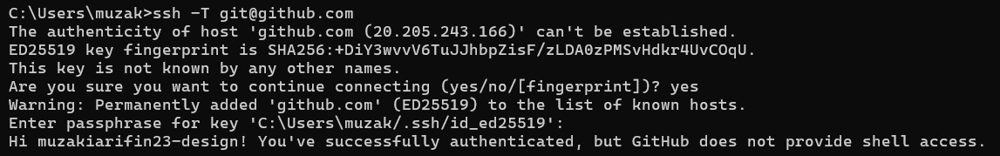 C:\Users\muzak>ssh -T git@github.com
The authenticity of host 'github.com (20.205.243.166)' can't be established.
ED25519 key fingerprint is SHA256:+DiY3wvvV6TuJJhbpZisF/zLDA0zPMSvHdkr4UvCOqU.
This key is not known by any other names.
Are you sure you want to continue connecting (yes/no/[fingerprint])? yes
Warning: Permanently added 'github.com' (ED25519) to the list of known hosts.
Enter passphrase for key 'C:\Users\muzak/.ssh/id_ed25519':
Hi muzakiarifin23-design! You've successfully authenticated, but GitHub does not provide shell access.